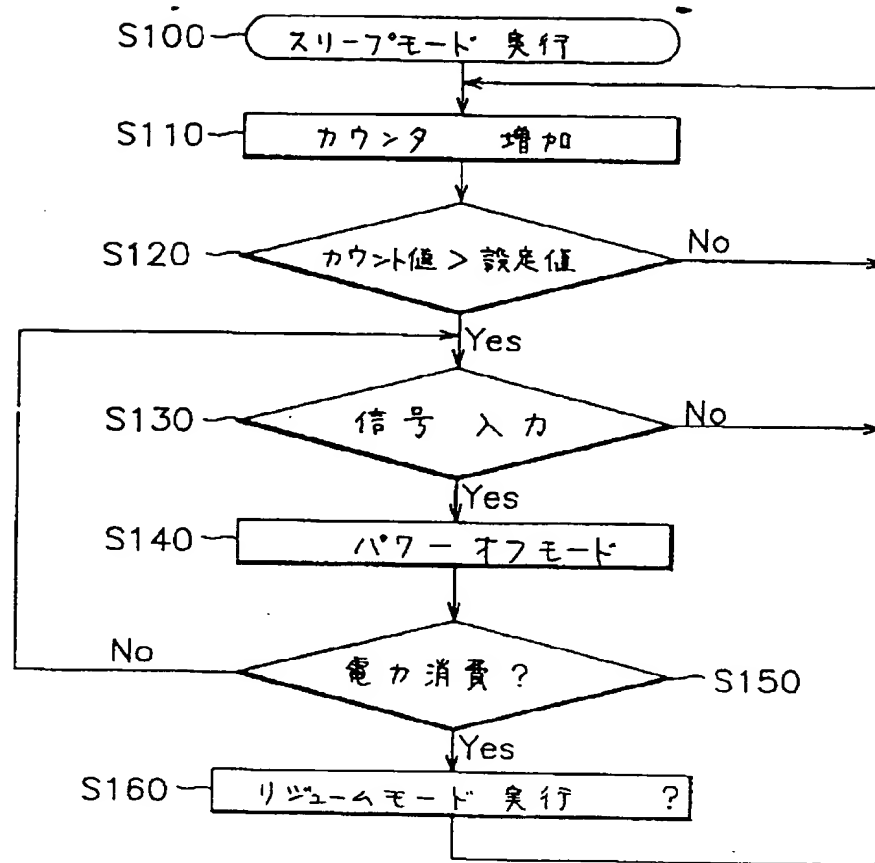 S100 スリープモード 実行
S110 カウンタ 増加
S120 カウント値 > 設定値 No
Yes
S130 信号 入力 No
Yes
S140 パワーオフモード
No 電力消費? S150
Yes
S160 リジュームモード 実行 ?